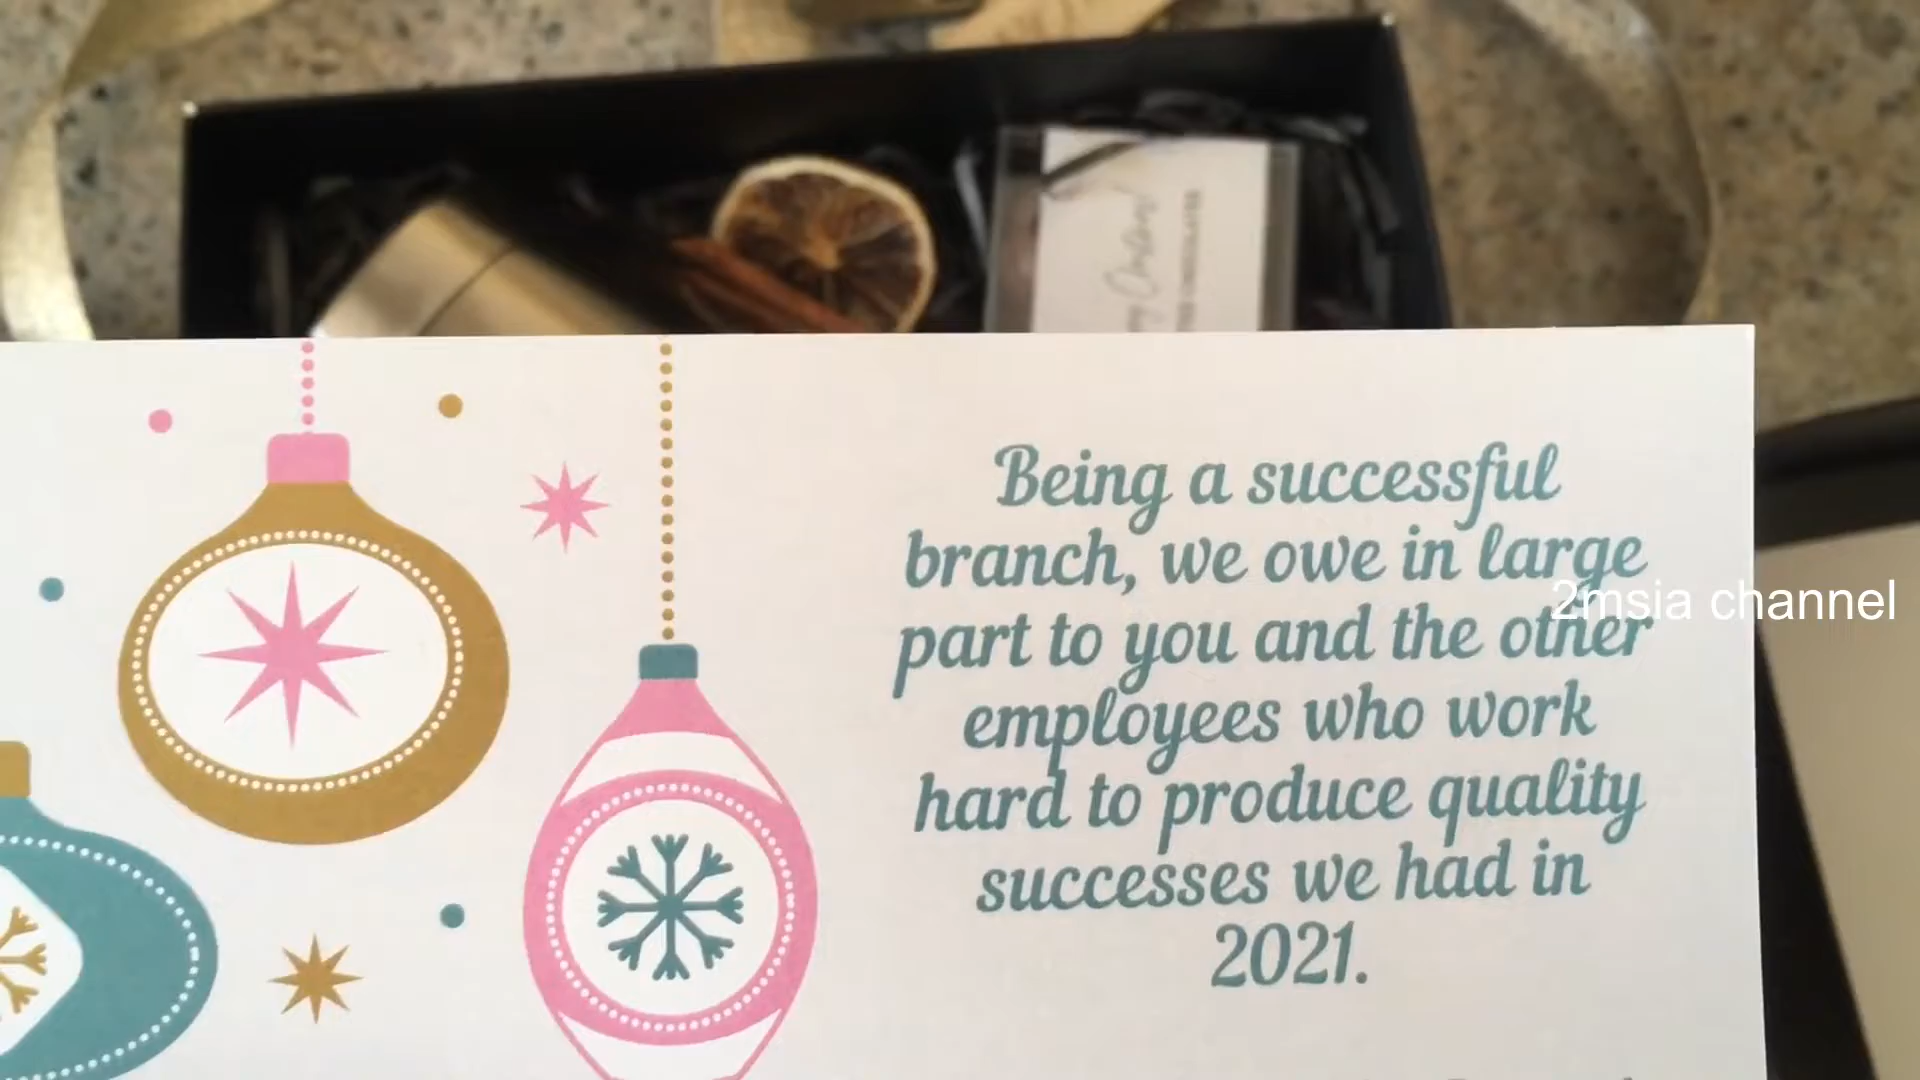 Being a successful
branch, we owe in large
part to you and the other
employees who work
hard to produce quality
successes we had in
2021.
2msia channel